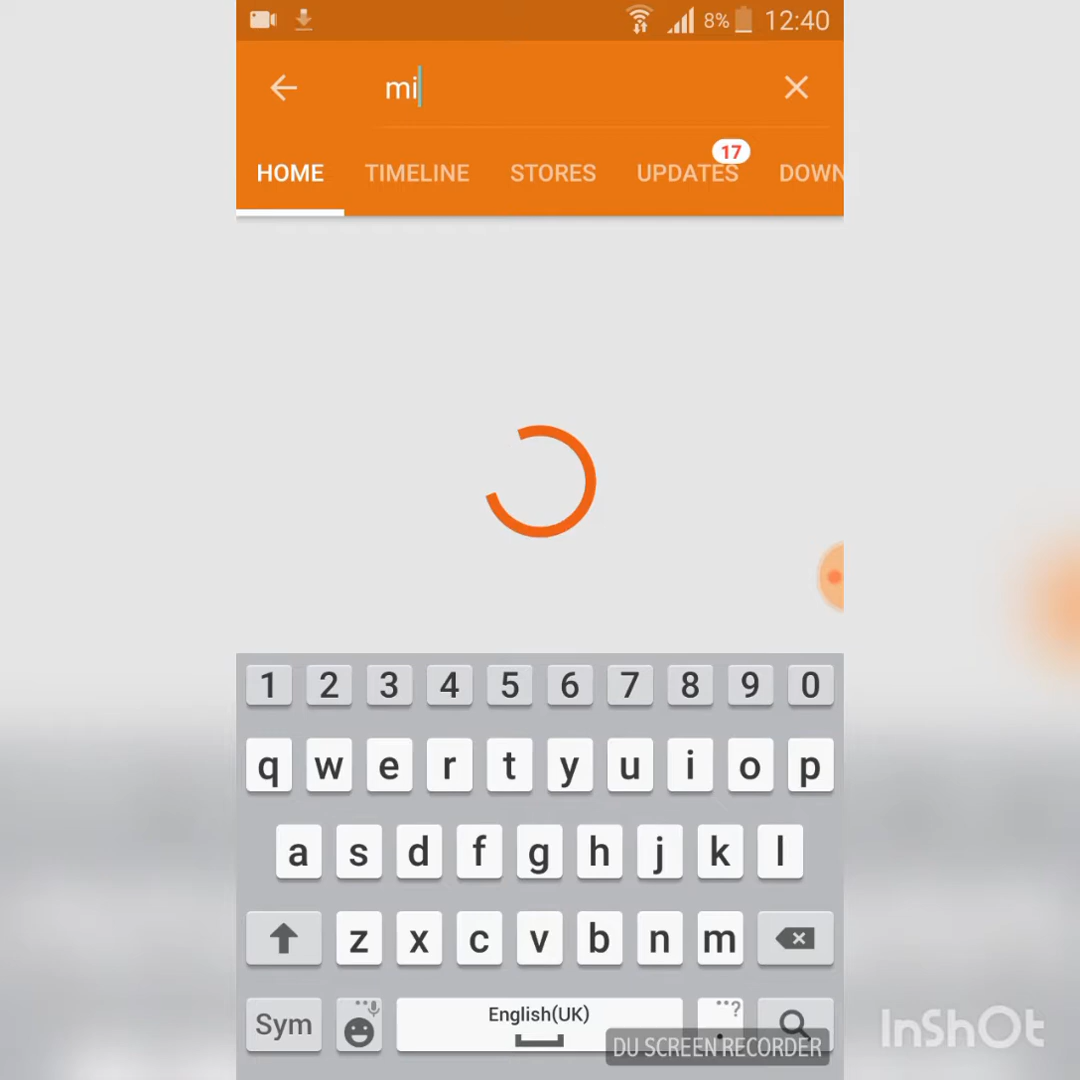 8% 12:40
mi
17
HOME TIMELINE STORES UPDATES DOWN
1 2 3 4 5 6 7 8 9 0
q w e r t y u i o p
a s d f g h j k l
z x c v b n m
Sym English(UK) ? .
DU SCREEN RECORDER
InShOt